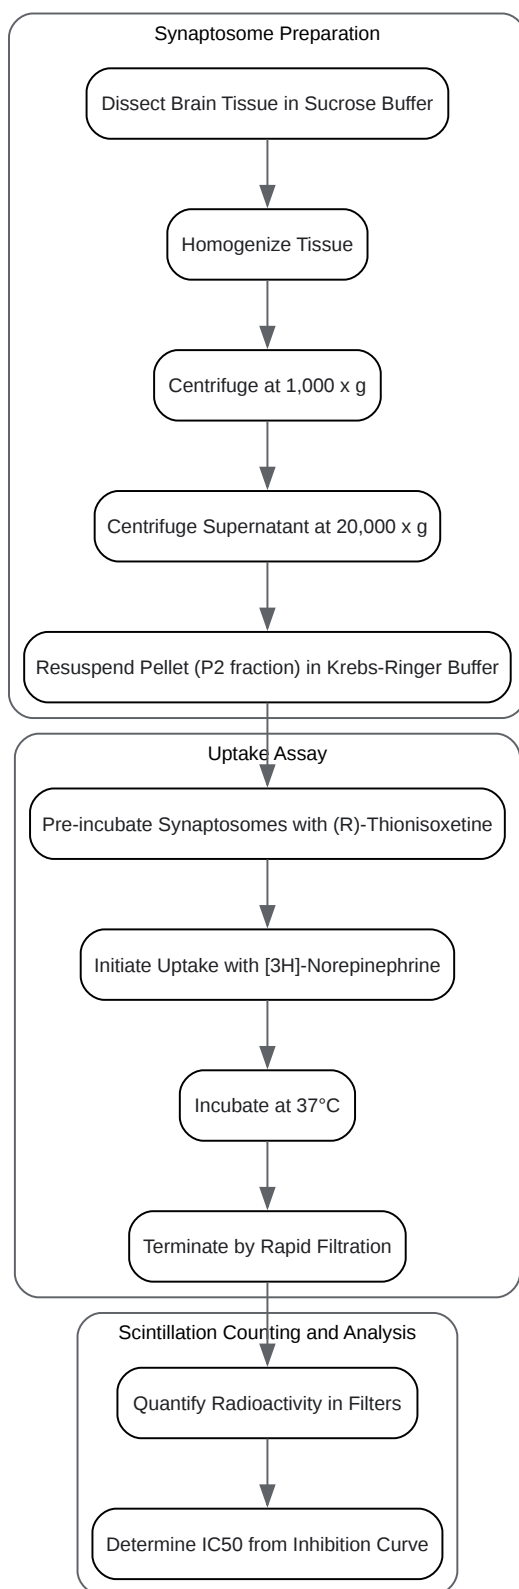 Synaptosome Preparation
Dissect Brain Tissue in Sucrose Buffer
Homogenize Tissue
Centrifuge at 1,000 x g
Centrifuge Supernatant at 20,000 x g
Resuspend Pellet (P2 fraction) in Krebs-Ringer Buffer
Uptake Assay
Pre-incubate Synaptosomes with (R)-Thionisoxetine
Initiate Uptake with [3H]-Norepinephrine
Incubate at 37°C
Terminate by Rapid Filtration
Scintillation Counting and Analysis
Quantify Radioactivity in Filters
Determine IC50 from Inhibition Curve